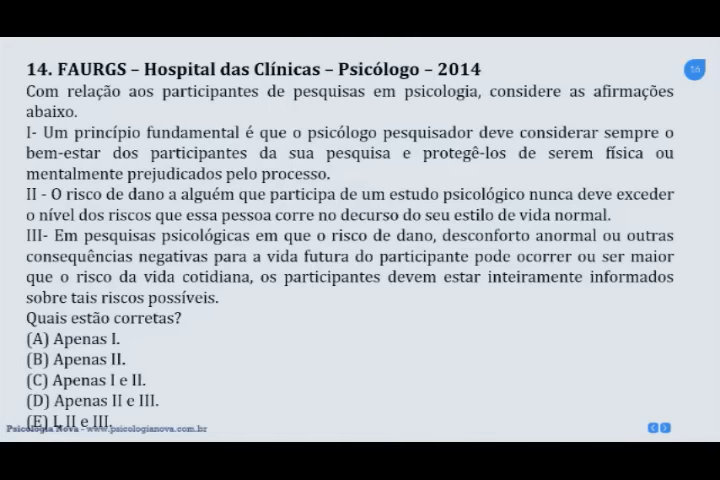 14. FAURGS – Hospital das Clínicas – Psicólogo – 2014
16
Com relação aos participantes de pesquisas em psicologia, considere as afirmações
abaixo.
I- Um princípio fundamental é que o psicólogo pesquisador deve considerar sempre o
bem-estar dos participantes da sua pesquisa e protegê-los de serem física ou
mentalmente prejudicados pelo processo.
II - O risco de dano a alguém que participa de um estudo psicológico nunca deve exceder
o nível dos riscos que essa pessoa corre no decurso do seu estilo de vida normal.
III- Em pesquisas psicológicas em que o risco de dano, desconforto anormal ou outras
consequências negativas para a vida futura do participante pode ocorrer ou ser maior
que o risco da vida cotidiana, os participantes devem estar inteiramente informados
sobre tais riscos possíveis.
Quais estão corretas?
(A) Apenas I.
(B) Apenas II.
(C) Apenas I e II.
(D) Apenas II e III.
(E) I, II e III.
Psicologia Nova - www.psicologianova.com.br